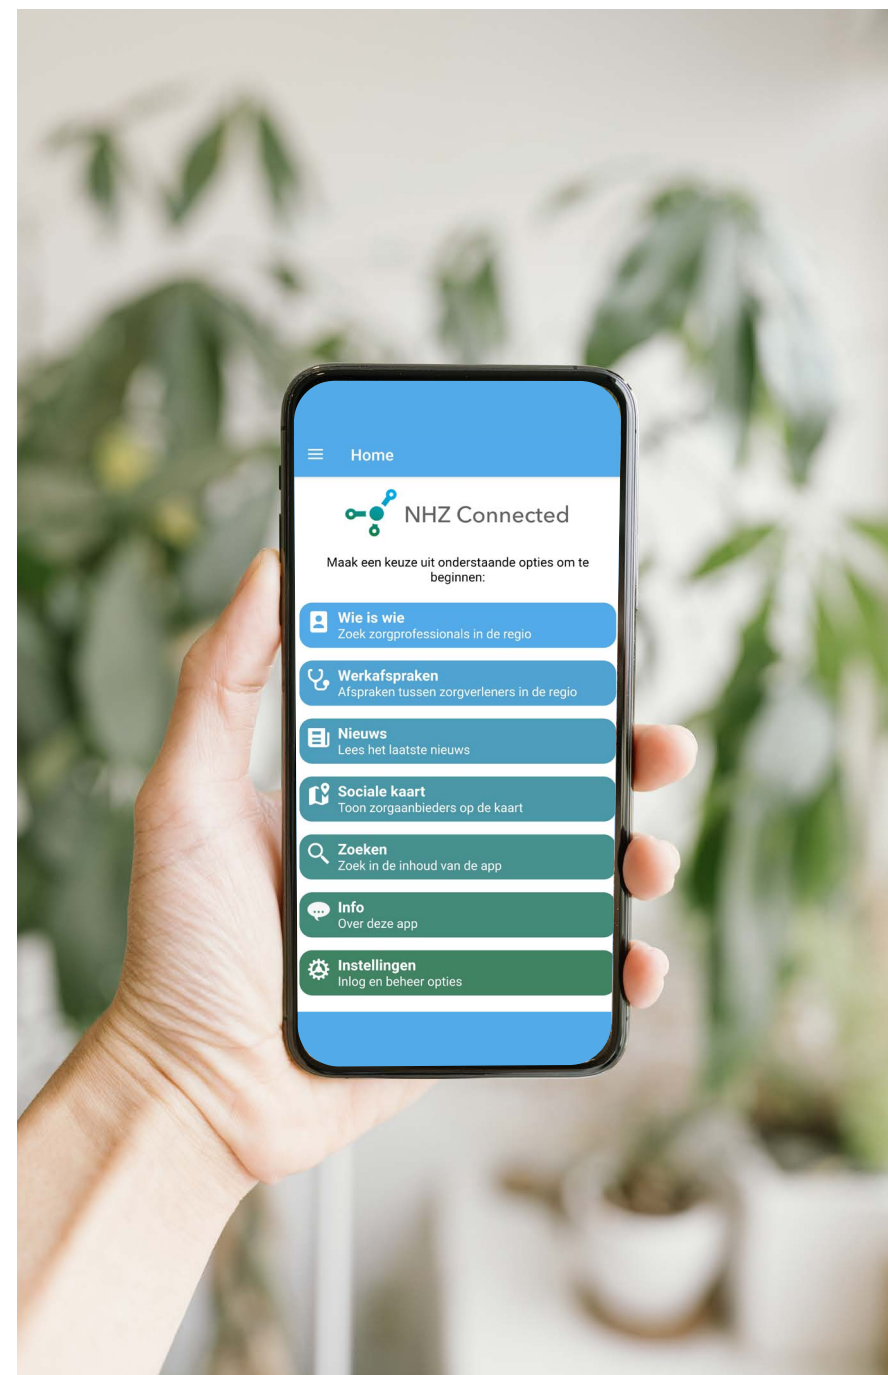 Home
NHZ Connected
Maak een keuze uit onderstaande opties om te
beginnen:
Wie is wie
Zoek zorgprofessionals in de regio
Werkafspraken
Afspraken tussen zorgverleners in de regio
Nieuws
Lees het laatste nieuws
Sociale kaart
Toon zorgaanbieders op de kaart
Zoeken
Zoek in de inhoud van de app
Info
Over deze app
Instellingen
Inlog en beheer opties